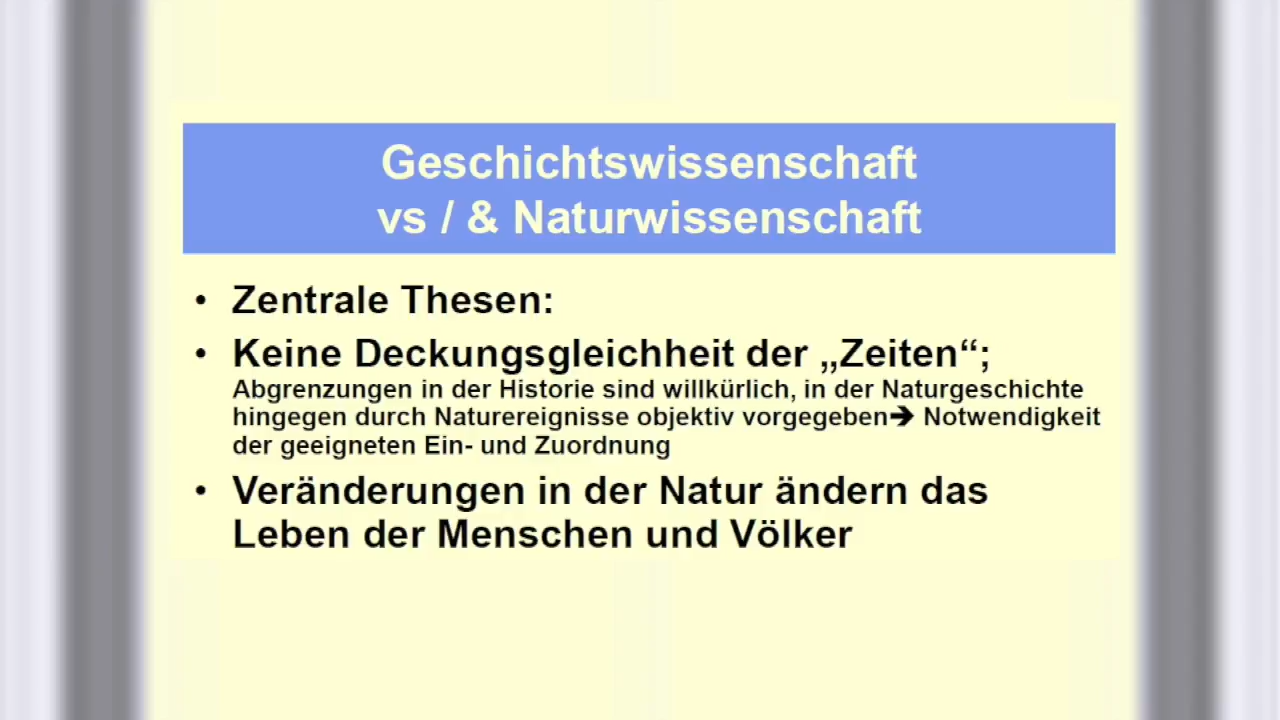 Geschichtswissenschaft
vs / & Naturwissenschaft
• Zentrale Thesen:
• Keine Deckungsgleichheit der „Zeiten“;
Abgrenzungen in der Historie sind willkürlich, in der Naturgeschichte
hingegen durch Naturereignisse objektiv vorgegeben➔ Notwendigkeit
der geeigneten Ein- und Zuordnung
• Veränderungen in der Natur ändern das
Leben der Menschen und Völker